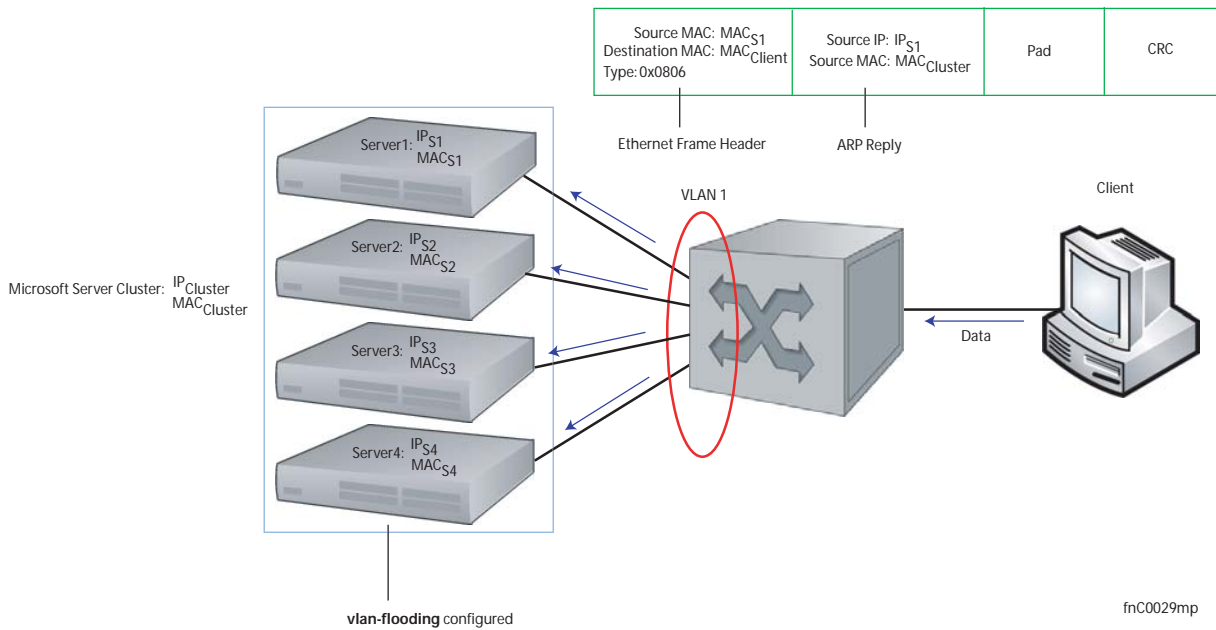 Source MAC: MACS1
Destination MAC: MACClient
Type: 0x0806
Source IP: IPS1
Source MAC: MACCluster
Pad
CRC
Ethernet Frame Header
ARP Reply
Server1: IPS1
MACS1
VLAN 1
Client
Server2: IPS2
MACS2
Microsoft Server Cluster: IPCluster
MACCluster
Data
Server3: IPS3
MACS3
Server4: IPS4
MACS4
vlan-flooding configured
fnC0029mp